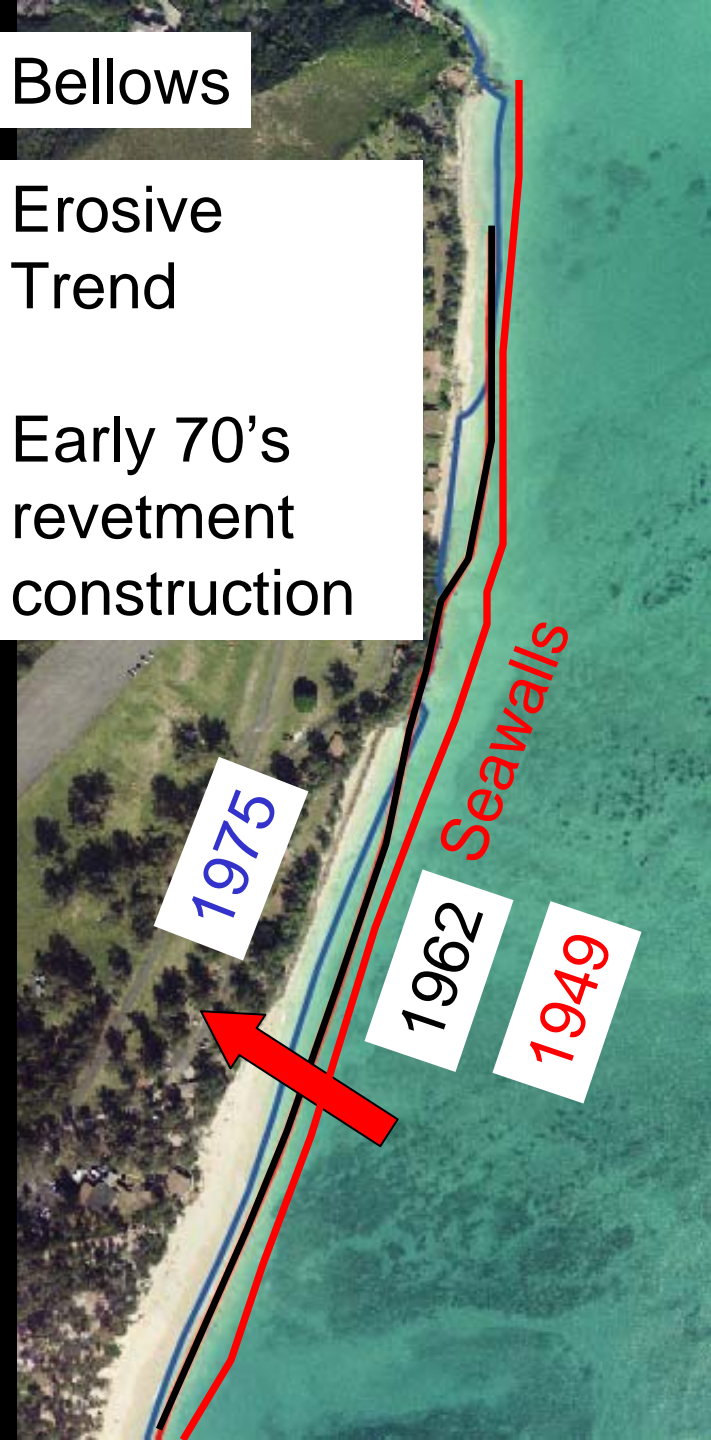 Bellows
Erosive
Trend
Early 70's
revetment
construction
Seawalls
1975
1962
1949